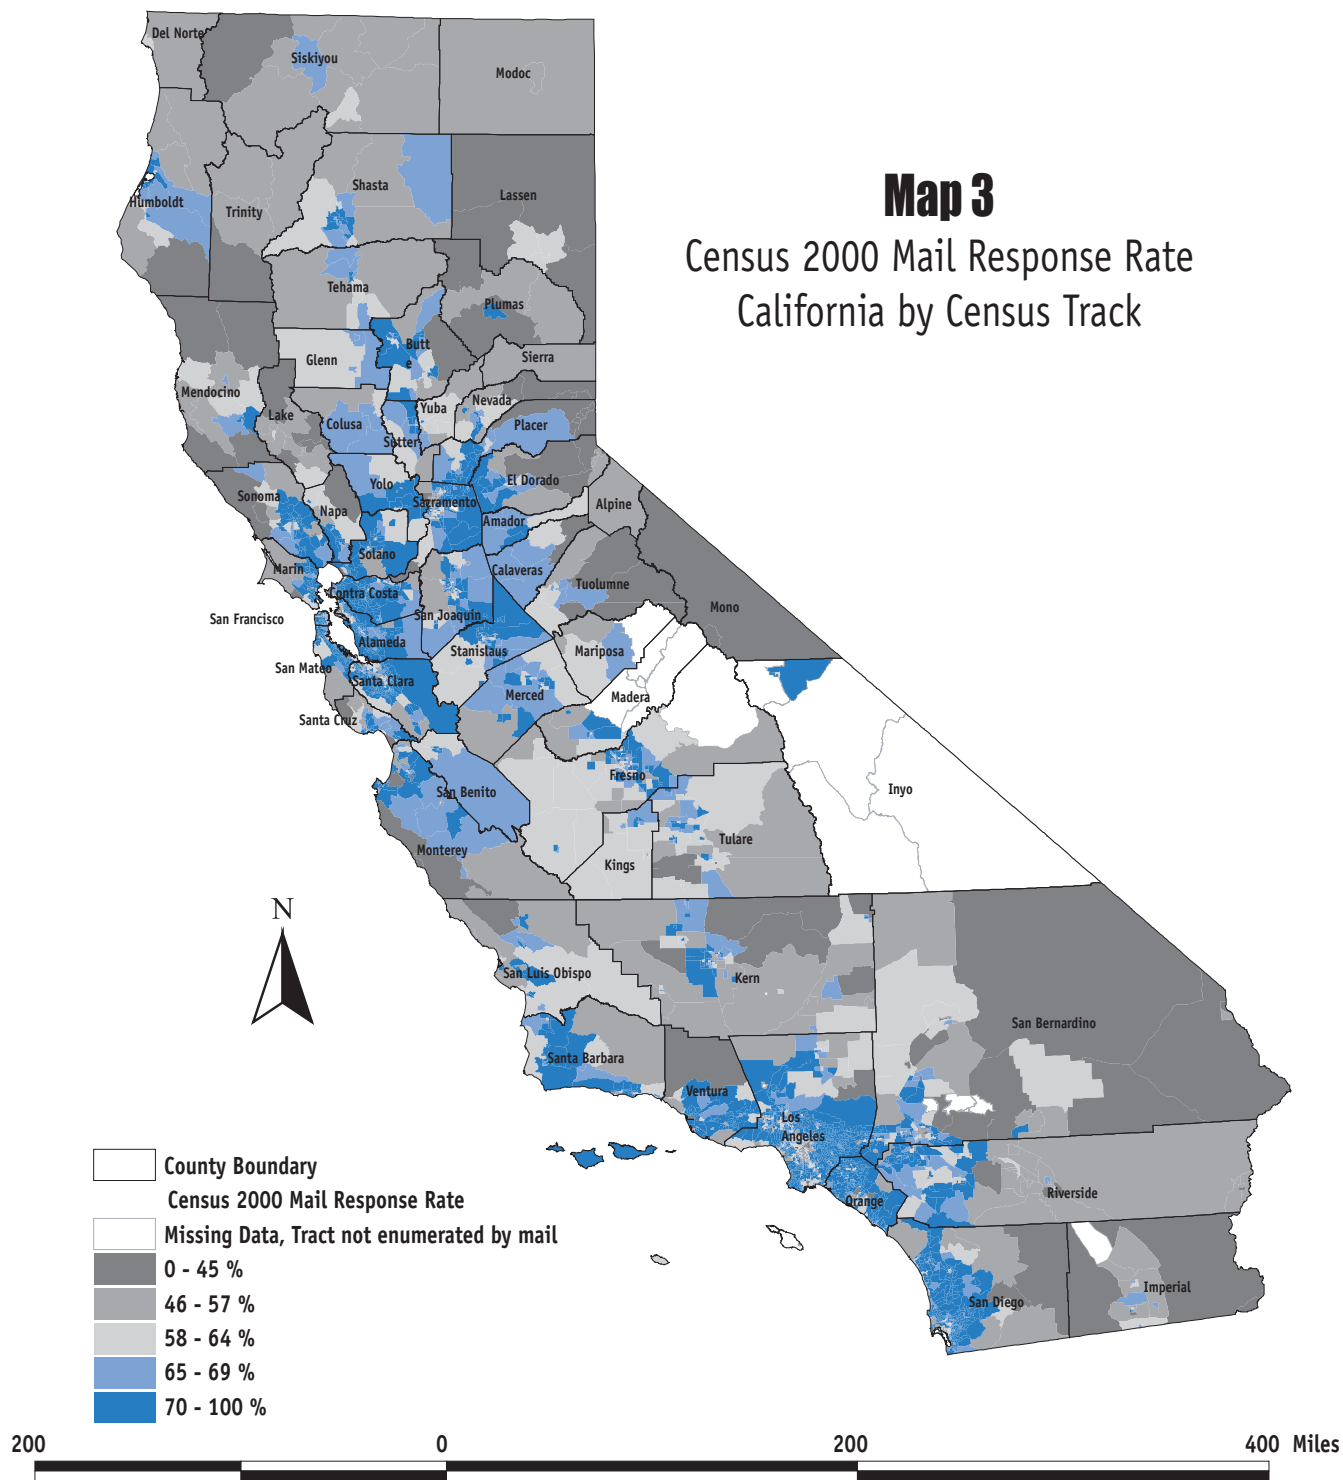 Map 3
Census 2000 Mail Response Rate
California by Census Track
Del Norte
Siskiyou
Modoc
Shasta
Lassen
Humboldt
Trinity
Tehama
Plumas
Glenn
Butt
e
Sierra
Mendocino
Lake
Colusa
Sutter
Yuba
Nevada
Placer
Sonoma
Napa
Yolo
Sacramento
El Dorado
Alpine
Amador
Marin
Solano
Calaveras
Tuolumne
Mono
Contra Costa
San Francisco
San Joaquin
Alameda
Stanislaus
Mariposa
San Mateo
Santa Clara
Merced
Madera
Santa Cruz
Fresno
San Benito
Inyo
Monterey
Tulare
Kings
N
San Luis Obispo
Kern
San Bernardino
Santa Barbara
Ventura
Los
Angeles
Orange
Riverside
San Diego
Imperial
County Boundary
Census 2000 Mail Response Rate
Missing Data, Tract not enumerated by mail
0 - 45 %
46 - 57 %
58 - 64 %
65 - 69 %
70 - 100 %
200 0 200 400 Miles